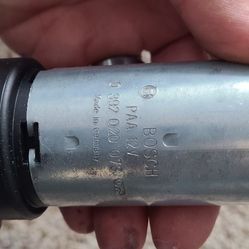 BOSCH
PAA 12V
0 392 020 073
Made in Germany